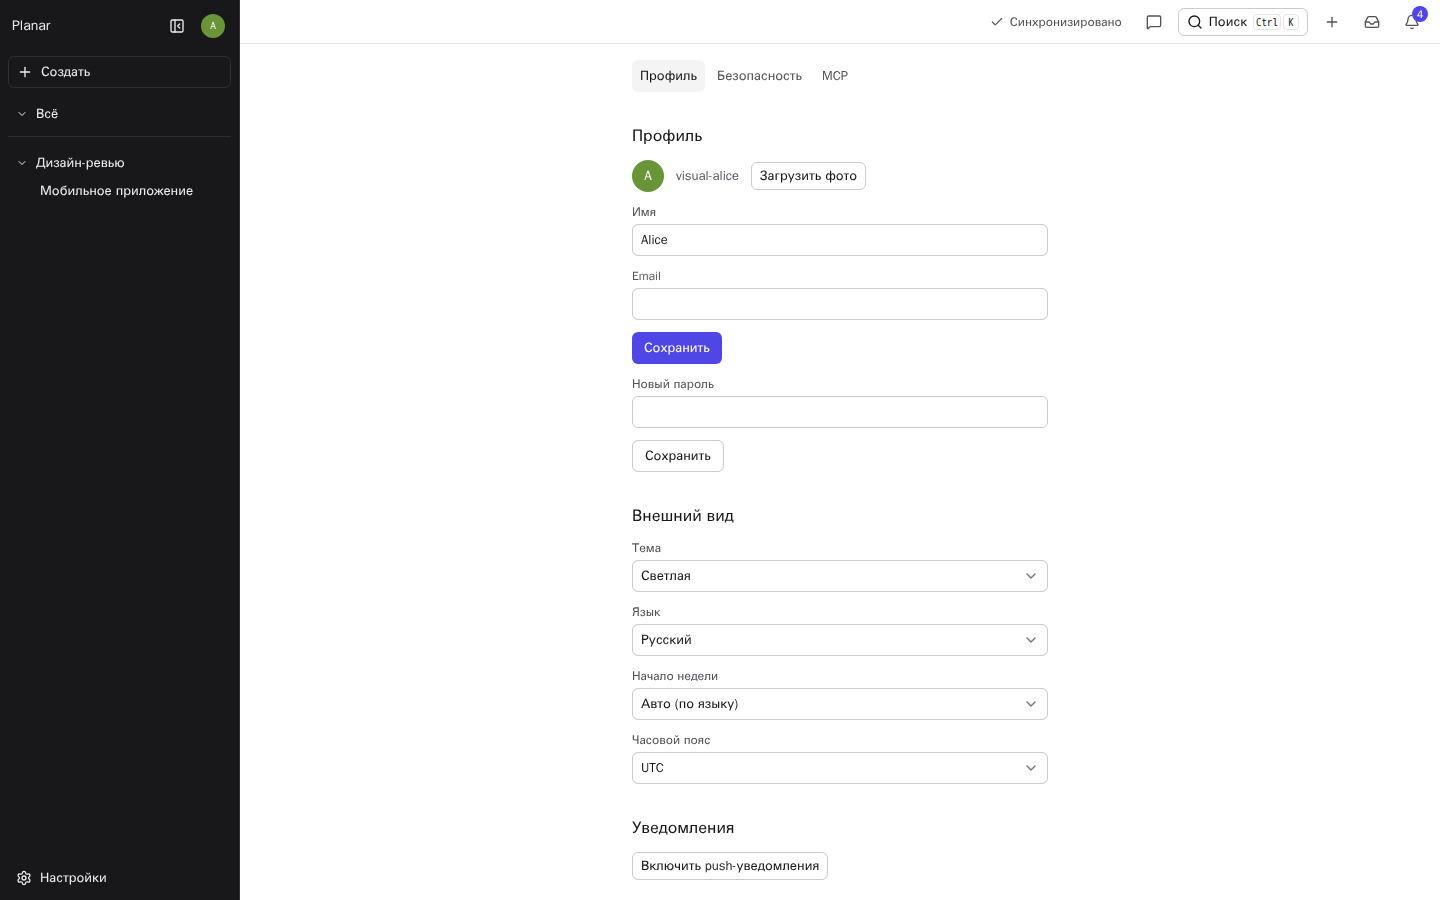 Planar
A
Создать
Всё
Дизайн-ревью
Мобильное приложение
Настройки
Синхронизировано
Поиск Ctrl K
4
Профиль Безопасность MCP
Профиль
A visual-alice Загрузить фото
Имя
Alice
Email
Сохранить
Новый пароль
Сохранить
Внешний вид
Тема
Светлая
Язык
Русский
Начало недели
Авто (по языку)
Часовой пояс
UTC
Уведомления
Включить push-уведомления